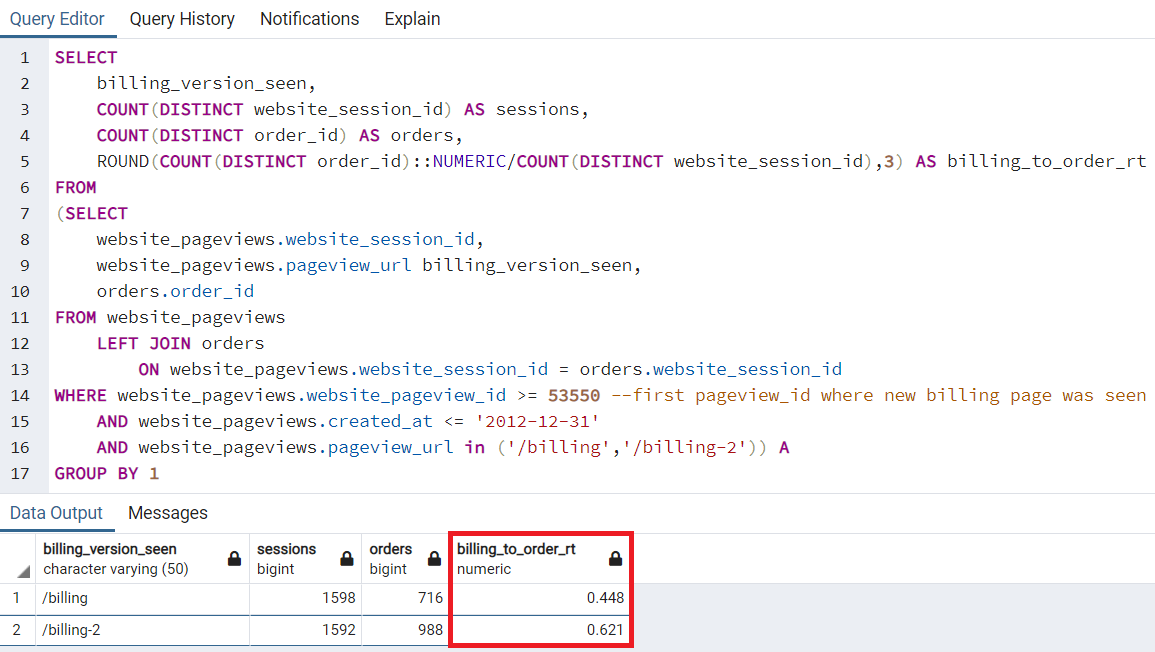 Query Editor Query History Notifications Explain
1 SELECT
2 billing_version_seen,
3 COUNT(DISTINCT website_session_id) AS sessions,
4 COUNT(DISTINCT order_id) AS orders,
5 ROUND(COUNT(DISTINCT order_id)::NUMERIC/COUNT(DISTINCT website_session_id),3) AS billing_to_order_rt
6 FROM
7 (SELECT
8 website_pageviews.website_session_id,
9 website_pageviews.pageview_url billing_version_seen,
10 orders.order_id
11 FROM website_pageviews
12 LEFT JOIN orders
13 ON website_pageviews.website_session_id = orders.website_session_id
14 WHERE website_pageviews.website_pageview_id >= 53550 --first pageview_id where new billing page was seen
15 AND website_pageviews.created_at <= '2012-12-31'
16 AND website_pageviews.pageview_url in ('/billing','/billing-2')) A
17 GROUP BY 1
Data Output Messages
billing_version_seen sessions orders billing_to_order_rt
character varying (50) bigint bigint numeric
1 /billing 1598 716 0.448
2 /billing-2 1592 988 0.621